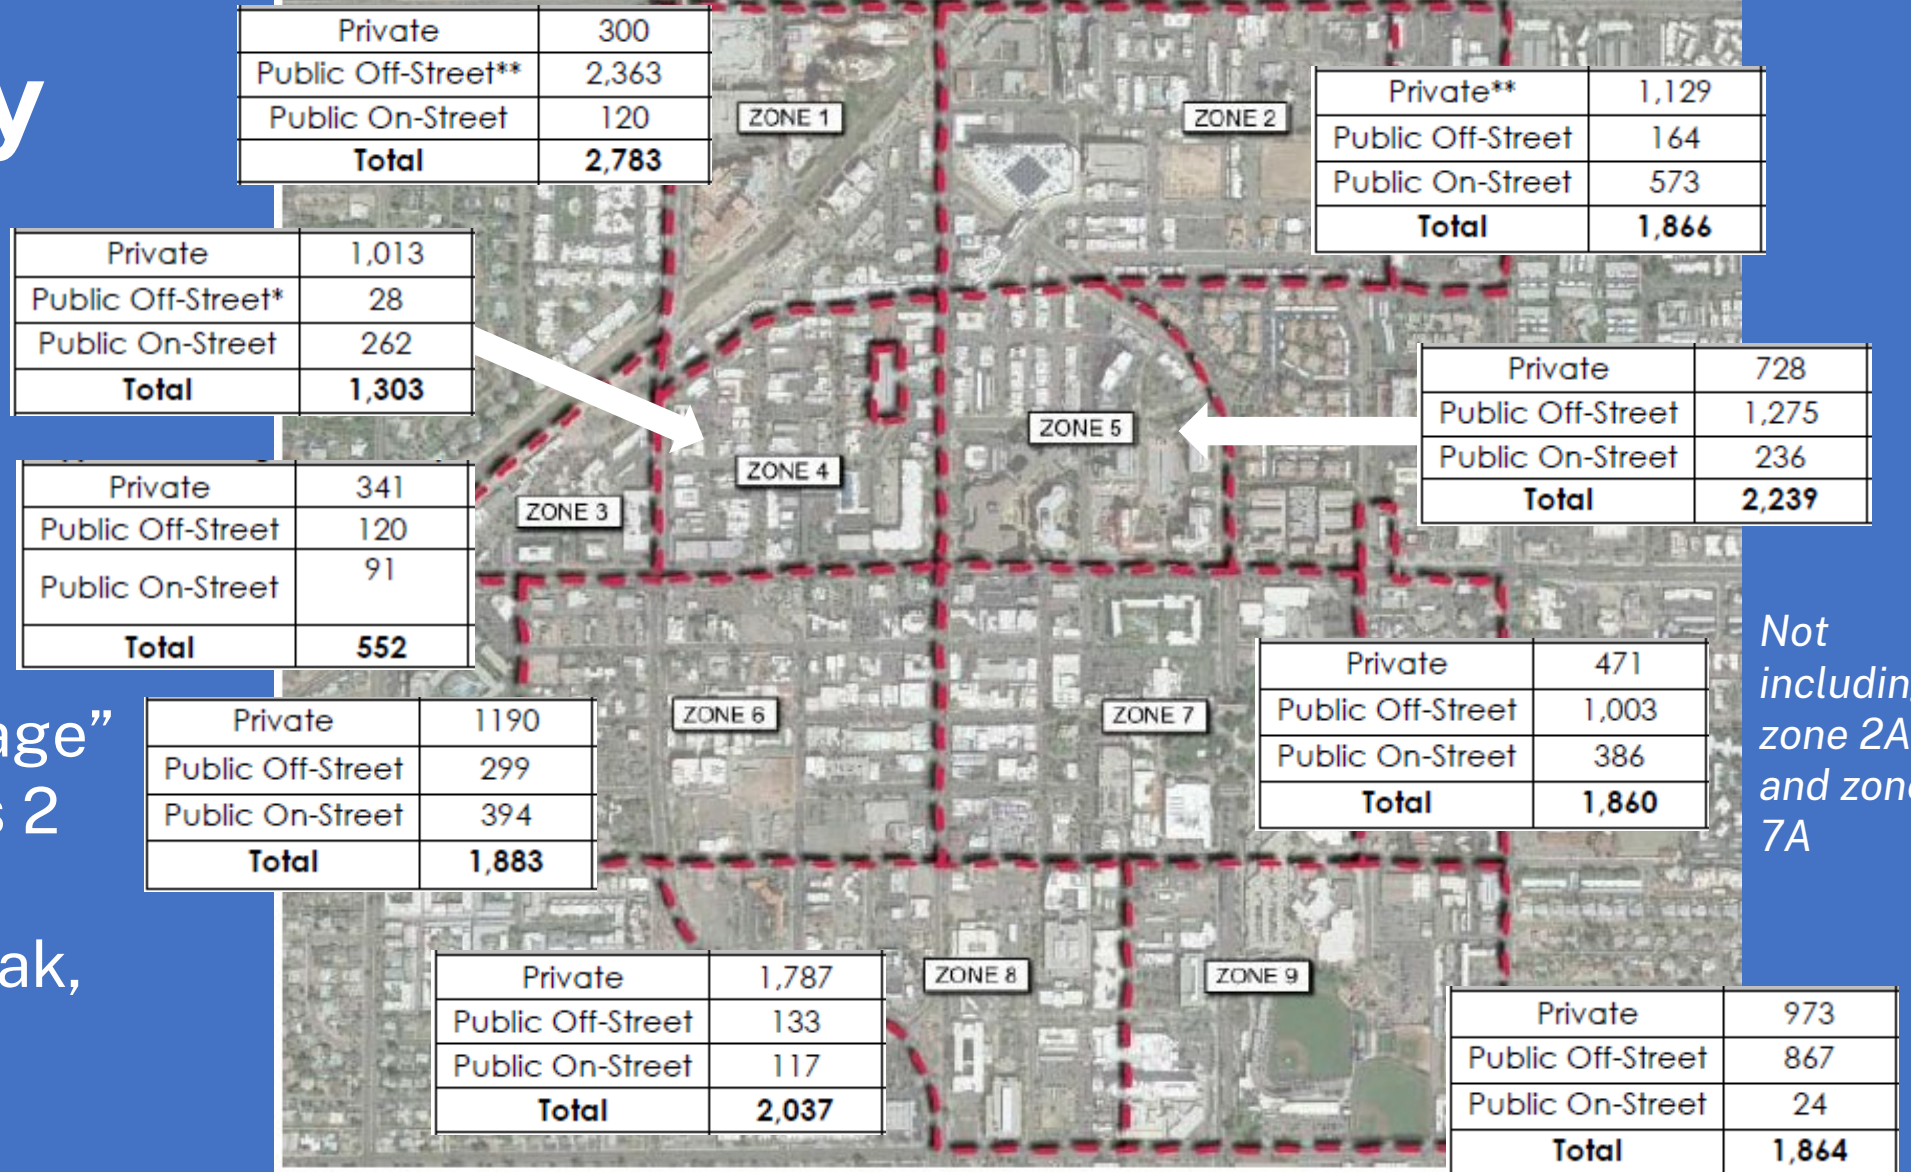 y
Private 300
Public Off-Street** 2,363
Public On-Street 120
Total 2,783
ZONE 1
ZONE 2
Private** 1,129
Public Off-Street 164
Public On-Street 573
Total 1,866
Private 1,013
Public Off-Street* 28
Public On-Street 262
Total 1,303
Private 728
Public Off-Street 1,275
Public On-Street 236
Total 2,239
ZONE 5
ZONE 4
ZONE 3
Private 341
Public Off-Street 120
Public On-Street 91
Total 552
Not
includin
zone 2A
and zon
7A
Private 471
Public Off-Street 1,003
Public On-Street 386
Total 1,860
ZONE 6
ZONE 7
age”
s 2
ak,
Private 1190
Public Off-Street 299
Public On-Street 394
Total 1,883
ZONE 8
ZONE 9
Private 1,787
Public Off-Street 133
Public On-Street 117
Total 2,037
Private 973
Public Off-Street 867
Public On-Street 24
Total 1,864